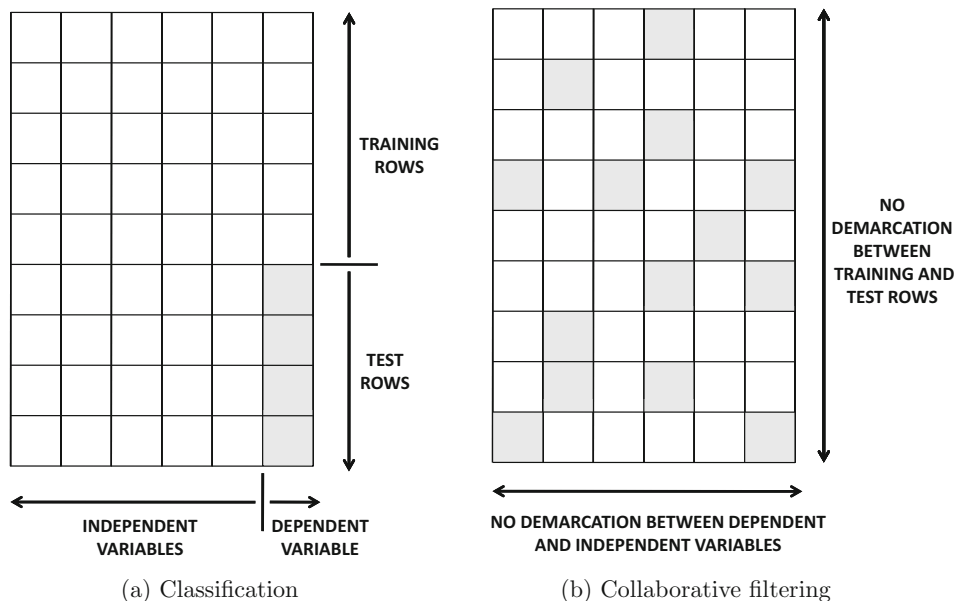 TRAINING
ROWS
TEST
ROWS
INDEPENDENT
VARIABLES
DEPENDENT
VARIABLE
(a) Classification
NO
DEMARCATION
BETWEEN
TRAINING AND
TEST ROWS
NO DEMARCATION BETWEEN DEPENDENT
AND INDEPENDENT VARIABLES
(b) Collaborative filtering